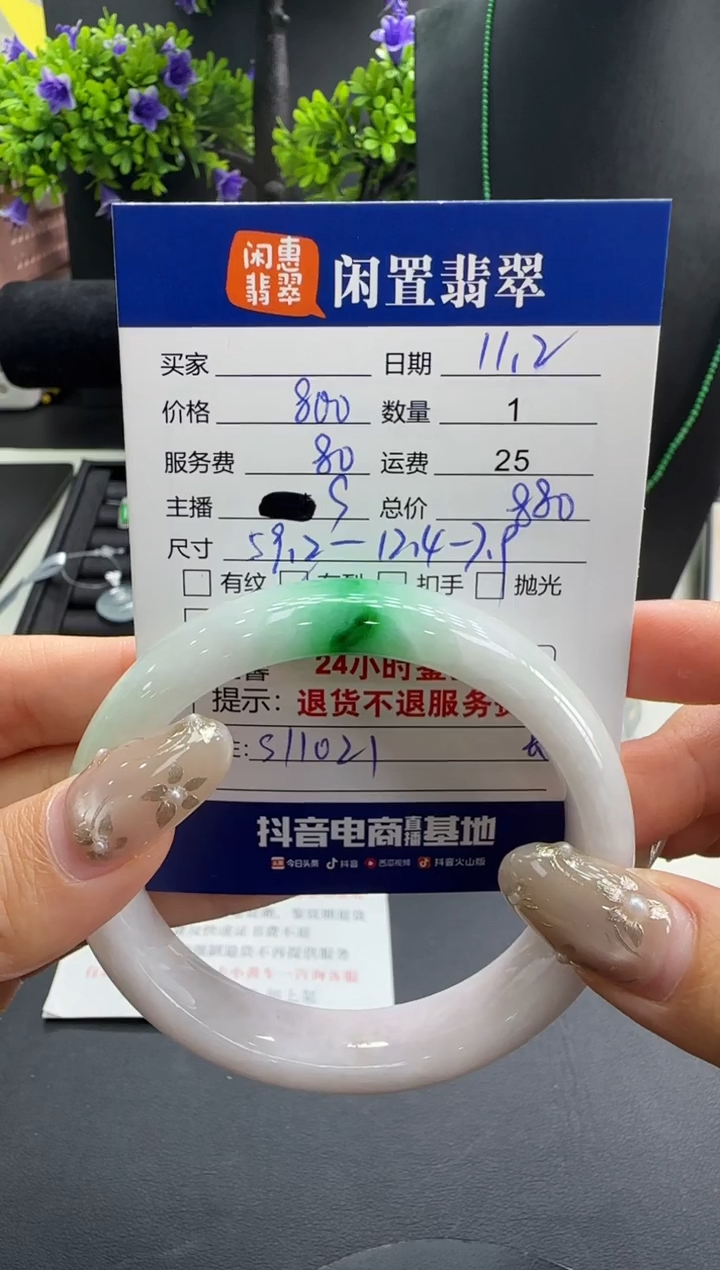 闲惠
翡翠
闲置翡翠
买家 日期 11.2
价格 800 数量 1
服务费 80 运费 25
主播 S 总价 880
尺寸 59.2-12.4-7.9
有纹 扣手 抛光
24小时
提示：退货不退服务费
S11021
抖音电商直播基地
今日头条 抖音 西瓜视频 抖音火山版